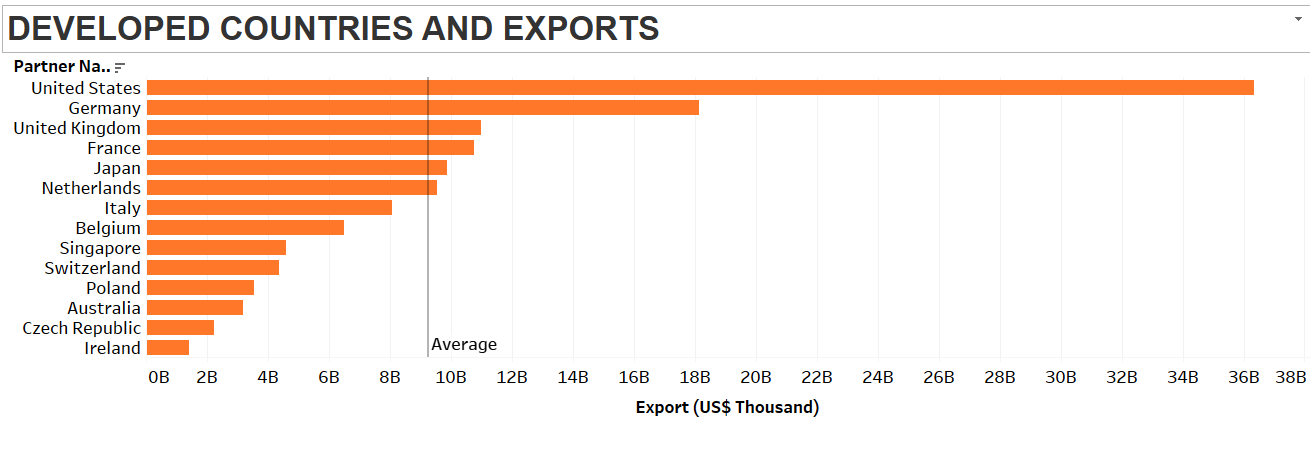 DEVELOPED COUNTRIES AND EXPORTS
Partner Na..
United States
Germany
United Kingdom
France
Japan
Netherlands
Italy
Belgium
Singapore
Switzerland
Poland
Australia
Czech Republic
Ireland
Average
0B 2B 4B 6B 8B 10B 12B 14B 16B 18B 20B 22B 24B 26B 28B 30B 32B 34B 36B 38B
Export (US$ Thousand)